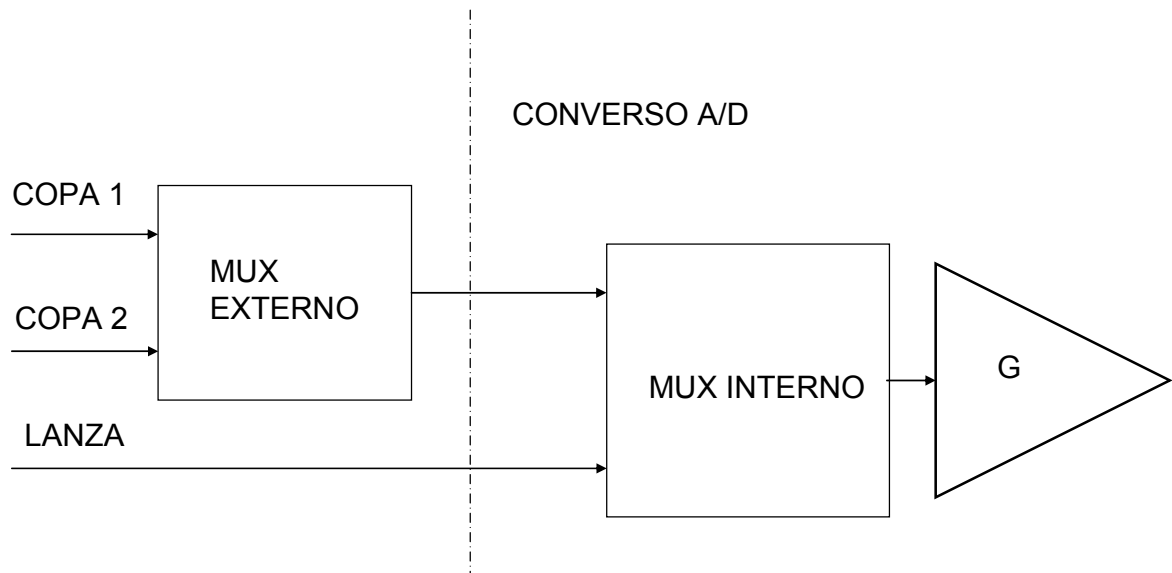 CONVERSO A/D
COPA 1
MUX
EXTERNO
COPA 2
MUX INTERNO
G
LANZA